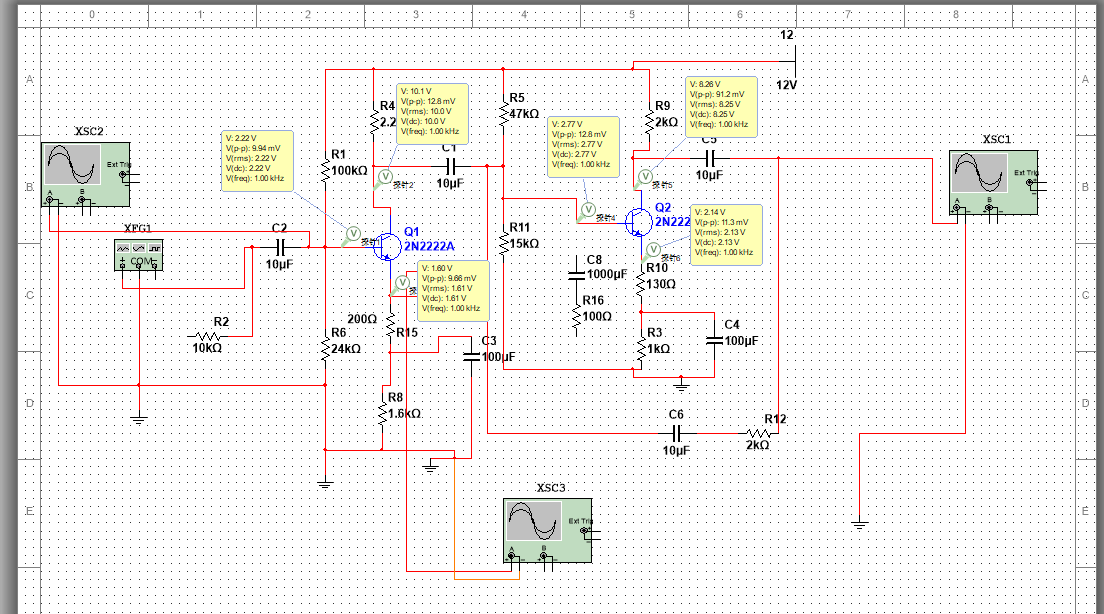 0 1 2 3 4 5 6 7 8
12
12V
A A
B B
C C
D D
E E
XSC2
Ext Trig
A B
XFG1
COM
C2
10µF
R2
10kΩ
R1
100kΩ
R6
24kΩ
V: 2.22 V
V(p-p): 9.94 mV
V(rms): 2.22 V
V(dc): 2.22 V
V(freq): 1.00 kHz
V
R4
2.2
V: 10.1 V
V(p-p): 12.8 mV
V(rms): 10.0 V
V(dc): 10.0 V
V(freq): 1.00 kHz
V
探针2
C1
10µF
Q1
2N2222A
V: 1.60 V
V(p-p): 9.66 mV
V(rms): 1.61 V
V(dc): 1.61 V
V(freq): 1.00 kHz
V
200Ω
R15
C3
100µF
R8
1.6kΩ
R5
47kΩ
R11
15kΩ
V: 2.77 V
V(p-p): 12.8 mV
V(rms): 2.77 V
V(dc): 2.77 V
V(freq): 1.00 kHz
V
探针4
C8
1000µF
R16
100Ω
R9
2kΩ
V: 8.26 V
V(p-p): 91.2 mV
V(rms): 8.25 V
V(dc): 8.25 V
V(freq): 1.00 kHz
V
探针5
C5
10µF
Q2
2N222
V: 2.14 V
V(p-p): 11.3 mV
V(rms): 2.13 V
V(dc): 2.13 V
V(freq): 1.00 kHz
V
探针6
R10
130Ω
R3
1kΩ
C4
100µF
C6
10µF
R12
2kΩ
XSC1
Ext Trig
A B
XSC3
Ext Trig
A B